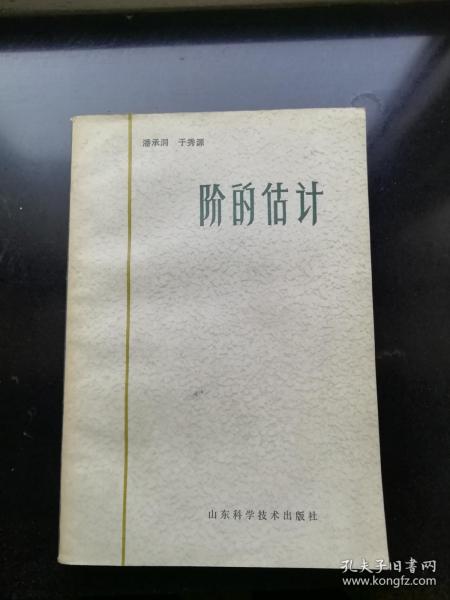 潘承洞 于秀源
阶的估计
山东科学技术出版社
孔夫子旧书网
www.kongfz.com